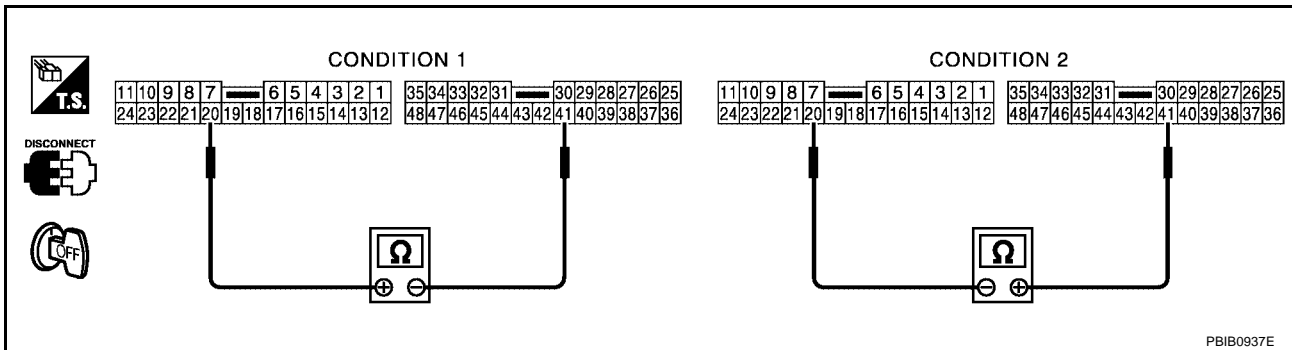 CONDITION 1
CONDITION 2
T.S.
11 10 9 8 7 6 5 4 3 2 1
35 34 33 32 31 30 29 28 27 26 25
11 10 9 8 7 6 5 4 3 2 1
35 34 33 32 31 30 29 28 27 26 25
24 23 22 21 20 19 18 17 16 15 14 13 12
48 47 46 45 44 43 42 41 40 39 38 37 36
24 23 22 21 20 19 18 17 16 15 14 13 12
48 47 46 45 44 43 42 41 40 39 38 37 36
DISCONNECT
OFF
Ω
Ω
+ −
− +
PBIB0937E